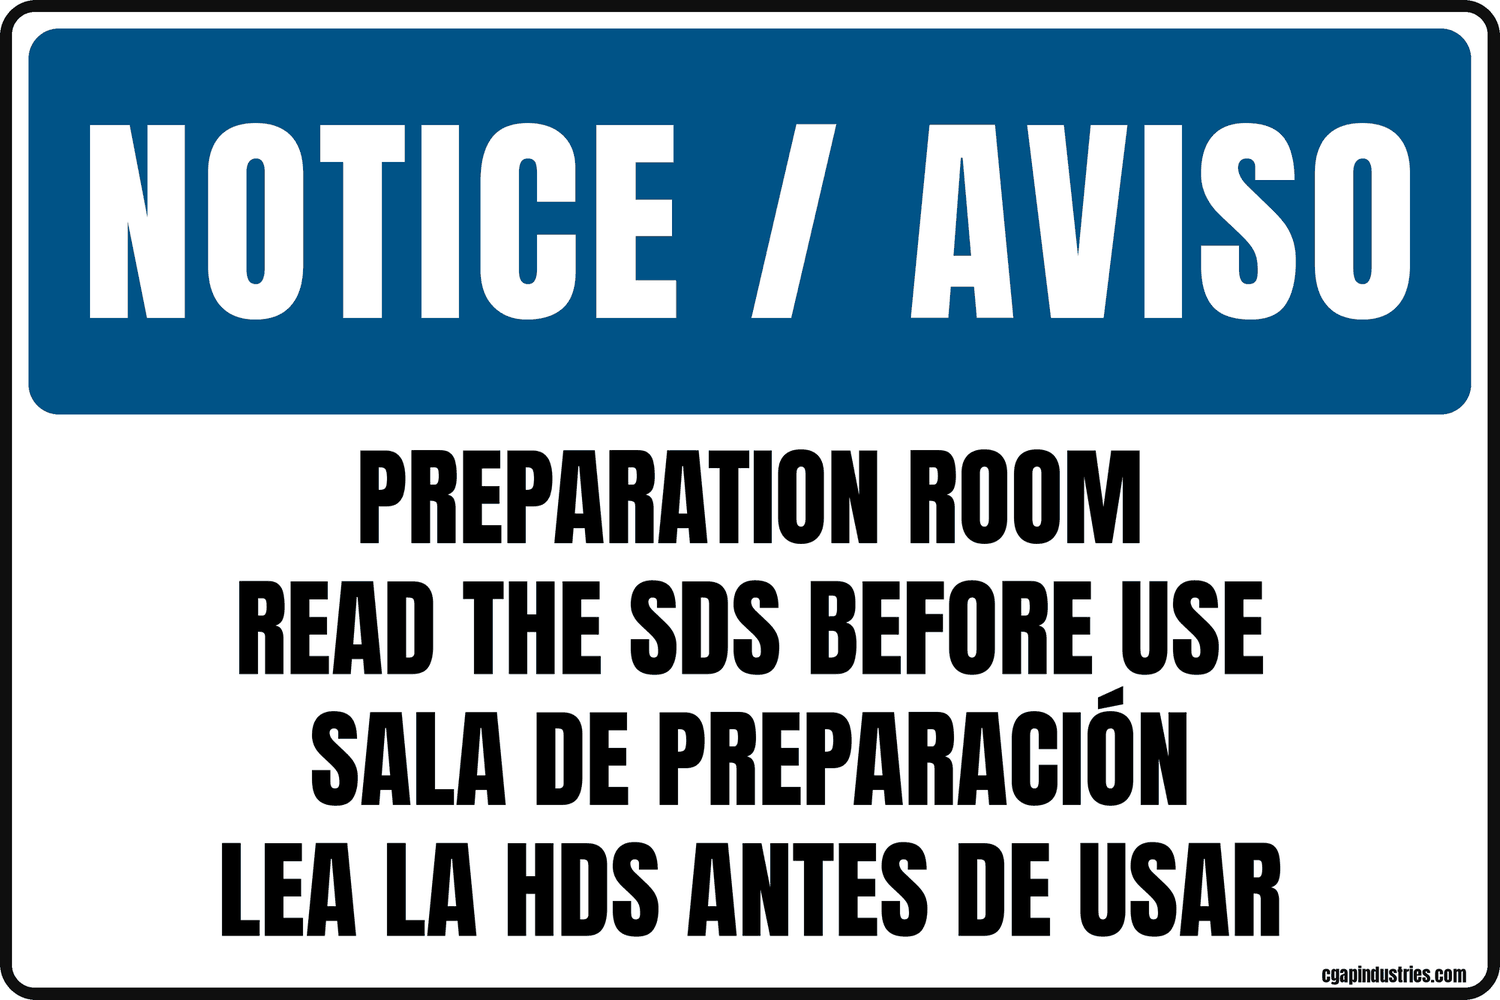 NOTICE / AVISO
PREPARATION ROOM
READ THE SDS BEFORE USE
SALA DE PREPARACIÓN
LEA LA HDS ANTES DE USAR
cgapindustries.com